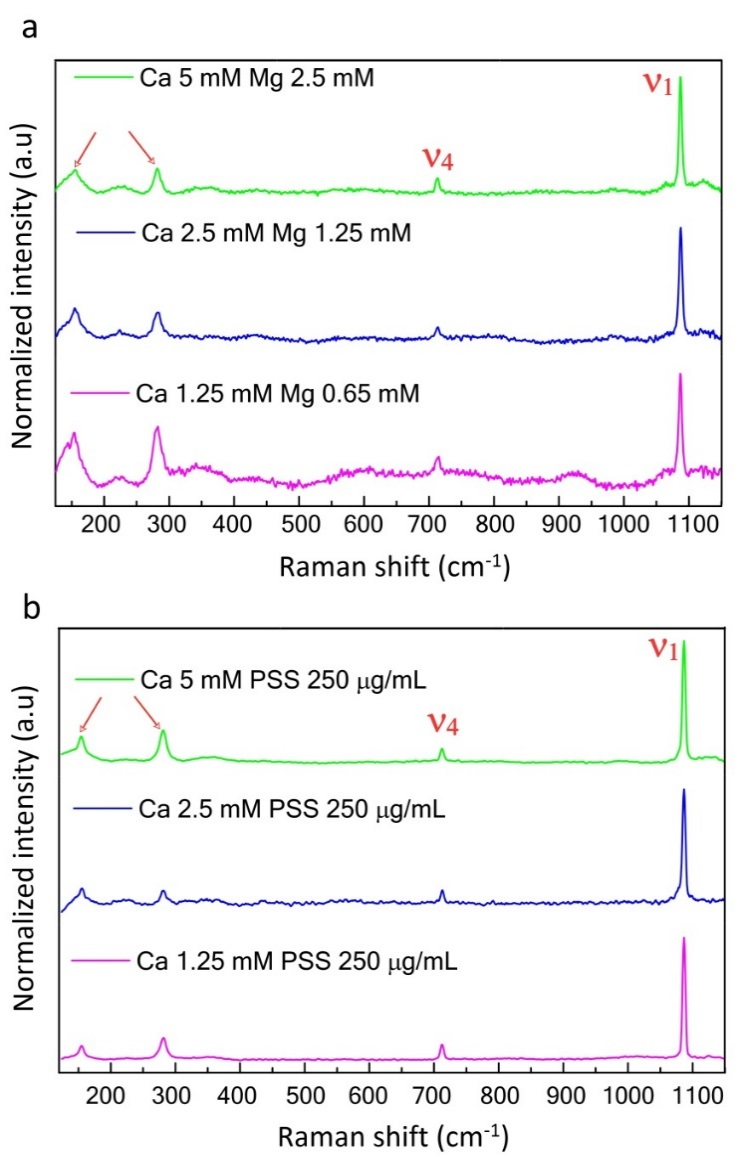 a
Ca 5 mM Mg 2.5 mM
ν1
ν4
Ca 2.5 mM Mg 1.25 mM
Ca 1.25 mM Mg 0.65 mM
Normalized intensity (a.u)
200 300 400 500 600 700 800 900 1000 1100
Raman shift (cm-1)
b
ν1
Ca 5 mM PSS 250 μg/mL
ν4
Ca 2.5 mM PSS 250 μg/mL
Ca 1.25 mM PSS 250 μg/mL
Normalized intensity (a.u)
200 300 400 500 600 700 800 900 1000 1100
Raman shift (cm-1)